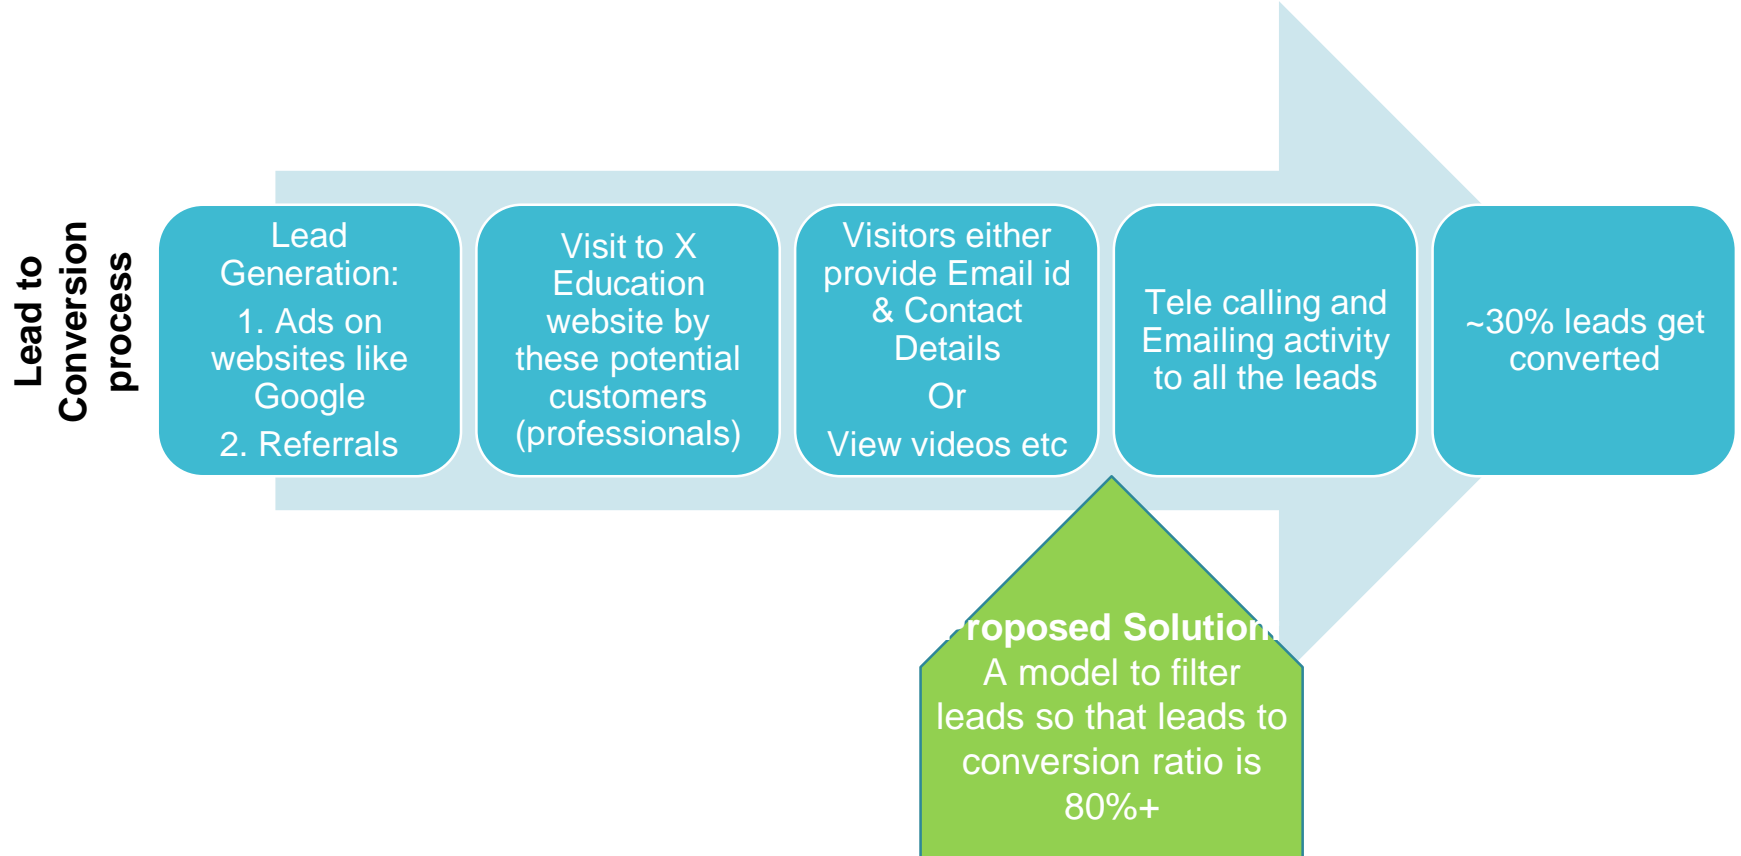 Lead to
Conversion
process
Lead
Generation:
1. Ads on
websites like
Google
2. Referrals
Visit to X
Education
website by
these potential
customers
(professionals)
Visitors either
provide Email id
& Contact
Details
Or
View videos etc
Tele calling and
Emailing activity
to all the leads
~30% leads get
converted
roposed Solution
A model to filter
leads so that leads to
conversion ratio is
80%+